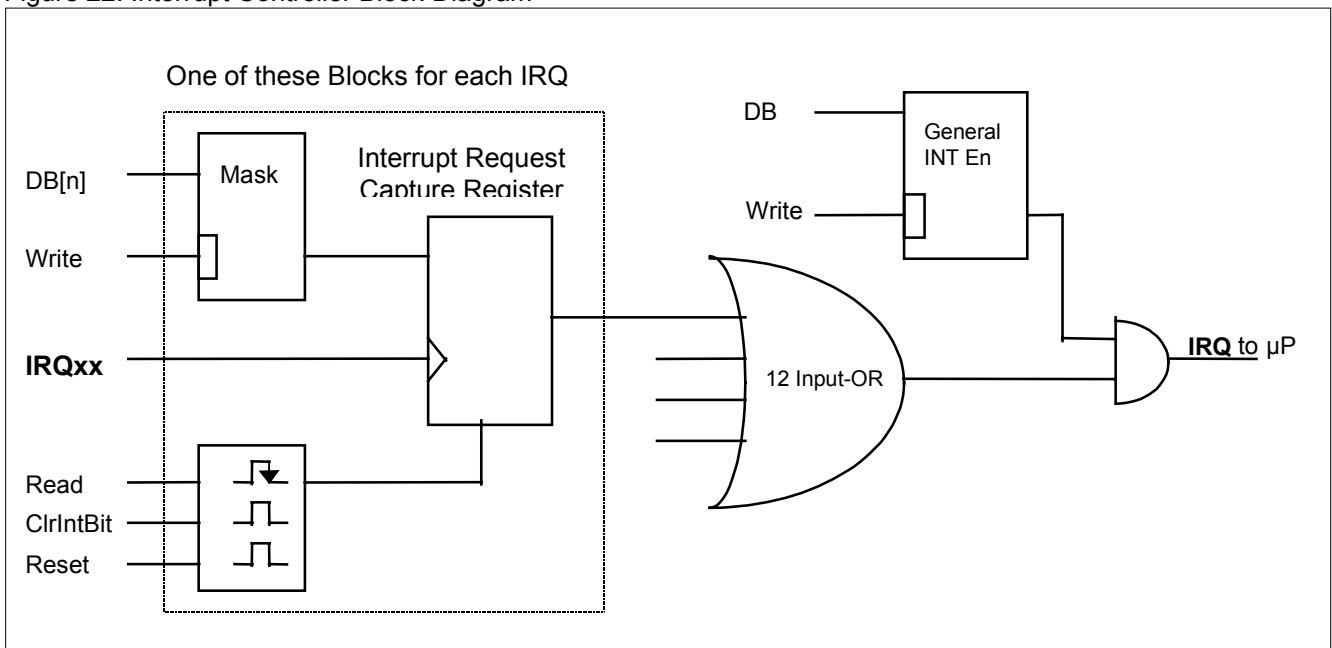 Figure 22. Interrupt Controller Block Diagram
One of these Blocks for each IRQ
DB[n]
Write
IRQxx
Read
ClrIntBit
Reset
Mask
Interrupt Request
Capture Register
DB
Write
General
INT En
12 Input-OR
IRQ to µP